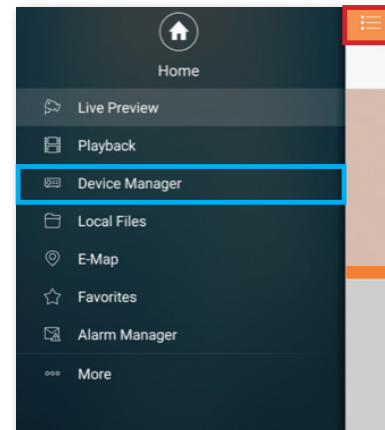 Home
Live Preview
Playback
Device Manager
Local Files
E-Map
Favorites
Alarm Manager
More